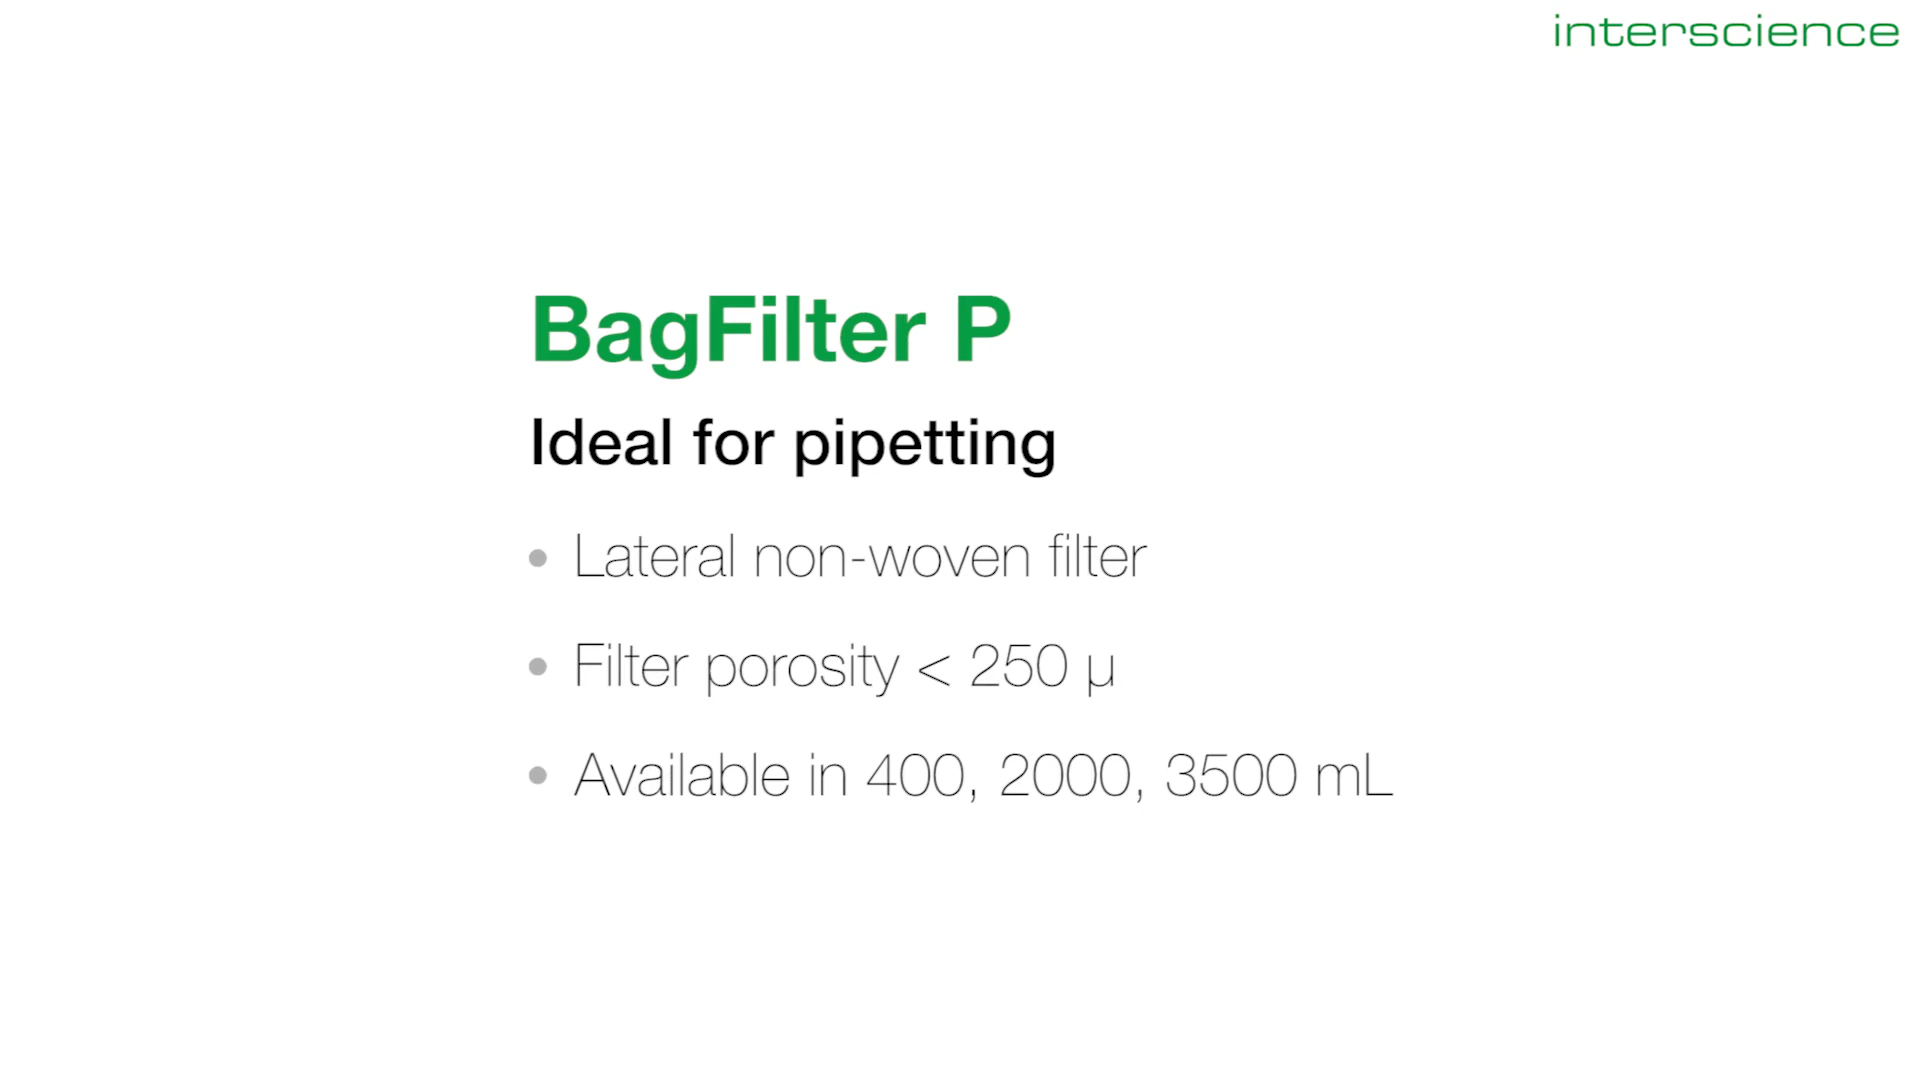 interscience
BagFilter P
Ideal for pipetting
• Lateral non-woven filter
• Filter porosity < 250 µ
• Available in 400, 2000, 3500 mL